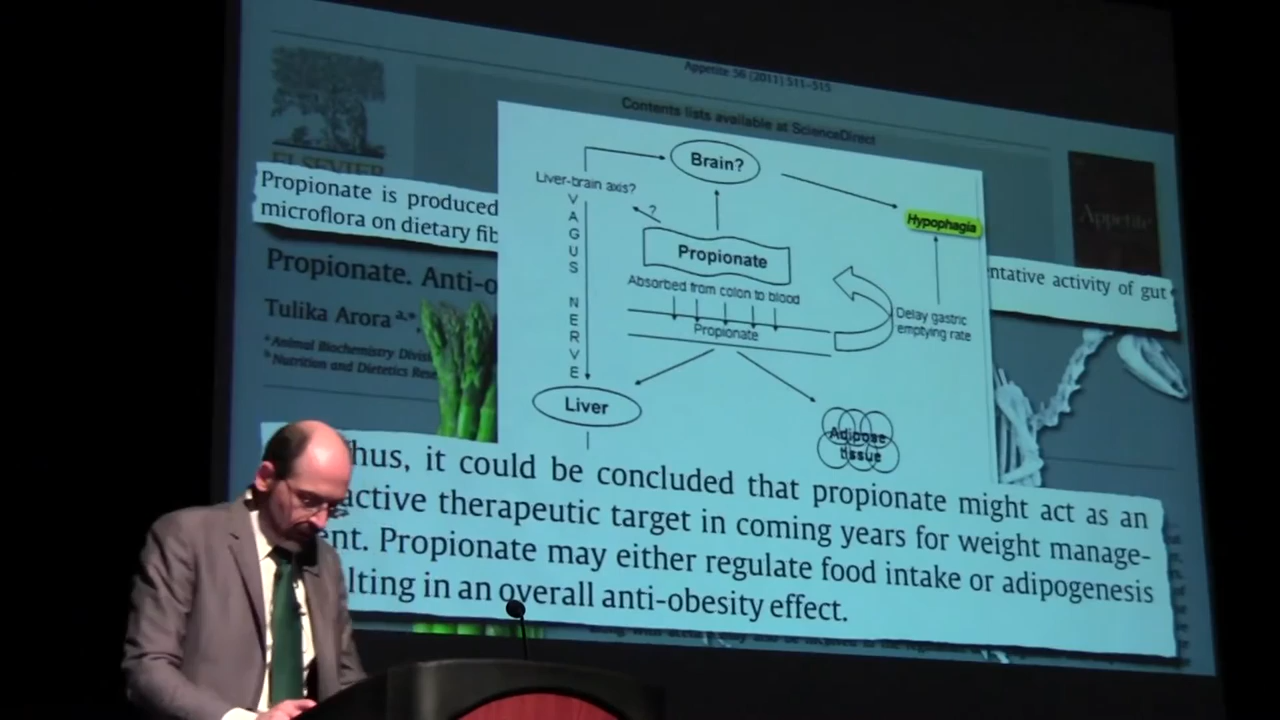 Appetite 56 (2011) 511–515
Contents lists available at ScienceDirect
ELSEVIER
Appetite
Propionate is produced
microflora on dietary fib
entative activity of gut
Propionate. Anti-o
Tulika Arora a,*,
a Animal Biochemistry Divisi
b Nutrition and Dietetics Rese
Brain?
Liver-brain axis?
?
Hypophagia
VAGUS NERVE
Propionate
Absorbed from colon to blood
Propionate
Delay gastric
emptying rate
Liver
Adipose
tissue
hus, it could be concluded that propionate might act as an
active therapeutic target in coming years for weight manage-
ent. Propionate may either regulate food intake or adipogenesis
lting in an overall anti-obesity effect.